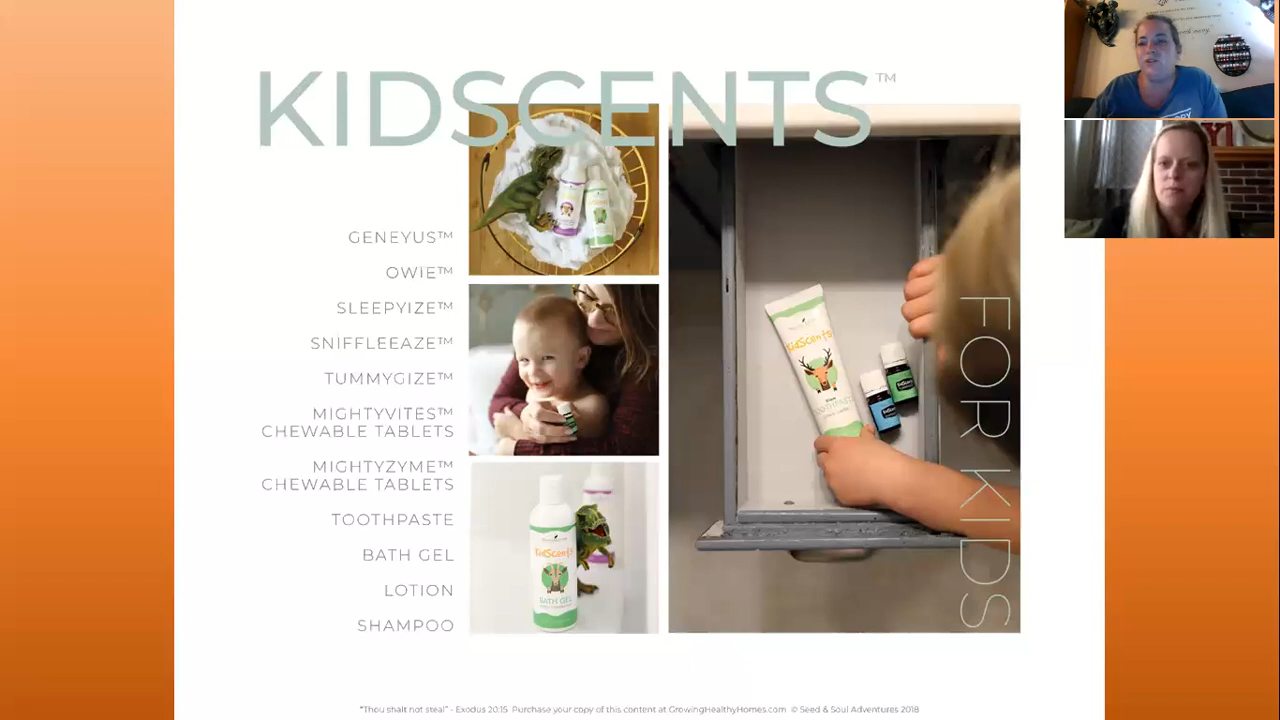 KIDSCENTS™
GENEYUS™
OWIE™
SLEEPYIZE™
SNIFFLEEAZE™
TUMMYGIZE™
MIGHTYVITES™
CHEWABLE TABLETS
MIGHTYZYME™
CHEWABLE TABLETS
TOOTHPASTE
BATH GEL
LOTION
SHAMPOO
KidScents
TOOTHPASTE
KidScents
BATH GEL
FOR KIDS
"Thou shalt not steal" - Exodus 20:15 Purchase your copy of this content at GrowingHealthyHomes.com © Seed & Soul Adventures 2018